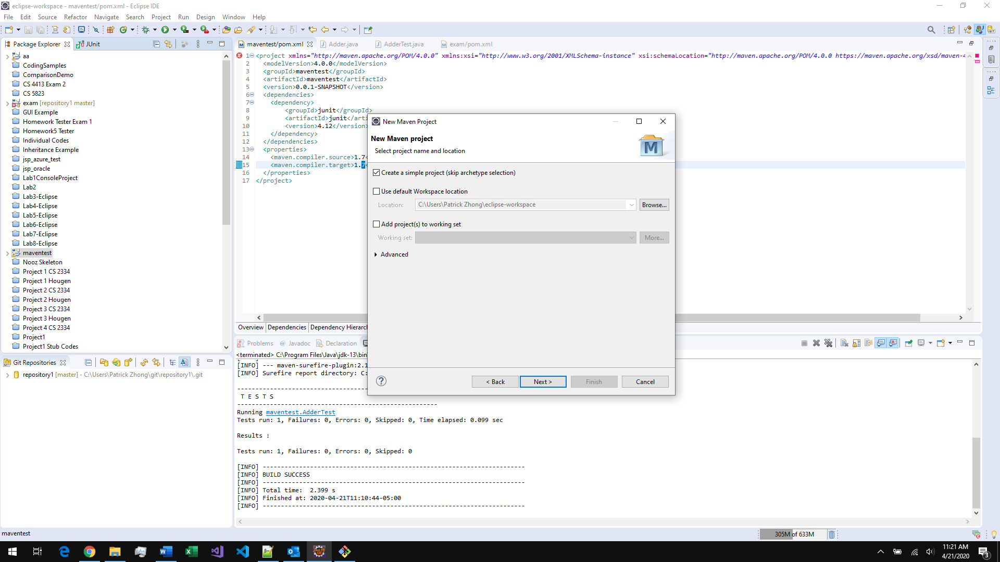 eclipse-workspace - maventest/pom.xml - Eclipse IDE
File Edit Source Refactor Navigate Search Project Run Design Window Help
Package Explorer JUnit
aa
CodingSamples
ComparisonDemo
CS 4413 Exam 2
CS 5823
exam [repository1 master]
GUI Example
Homework Tester Exam 1
Homework5 Tester
Individual Codes
Inheritance Example
jsp_azure_test
jsp_oracle
Lab1ConsoleProject
Lab2
Lab3-Eclipse
Lab4-Eclipse
Lab5-Eclipse
Lab6-Eclipse
Lab7-Eclipse
Lab8-Eclipse
maventest
Nooz Skeleton
Project 1 CS 2334
Project 1 Hougen
Project 2 CS 2334
Project 2 Hougen
Project 3 CS 2334
Project 3 Hougen
Project 4 CS 2334
Project1
Project1 Stub Codes
Git Repositories
repository1 [master] - C:\Users\Patrick Zhong\git\repository1\.git
maventest/pom.xml Adder.java AdderTest.java exam/pom.xml
1 <project xmlns="http://maven.apache.org/POM/4.0.0" xmlns:xsi="http://www.w3.org/2001/XMLSchema-instance" xsi:schemaLocation="http://maven.apache.org/POM/4.0.0 https://maven.apache.org/xsd/maven-4
2 <modelVersion>4.0.0</modelVersion>
3 <groupId>maventest</groupId>
4 <artifactId>maventest</artifactId>
5 <version>0.0.1-SNAPSHOT</version>
6 <dependencies>
7 <dependency>
8 <groupId>junit</groupId>
9 <artifactId>junit</arti
10 <version>4.12</version>
11 </dependency>
12 </dependencies>
13 <properties>
14 <maven.compiler.source>1.7<
15 <maven.compiler.target>1.7<
16 </properties>
17 </project>
Overview Dependencies Dependency Hierarch
New Maven Project
New Maven project
Select project name and location
M
Create a simple project (skip archetype selection)
Use default Workspace location
Location: C:\Users\Patrick Zhong\eclipse-workspace Browse...
Add project(s) to working set
Working set: More...
Advanced
? < Back Next > Finish Cancel
Problems @ Javadoc Declaration
<terminated> C:\Program Files\Java\jdk-13\bin
[INFO] --- maven-surefire-plugin:2.1
[INFO] Surefire report directory: C:
-------------------------------------------------------
T E S T S
-------------------------------------------------------
Running maventest.AdderTest
Tests run: 1, Failures: 0, Errors: 0, Skipped: 0, Time elapsed: 0.099 sec
Results :
Tests run: 1, Failures: 0, Errors: 0, Skipped: 0
[INFO] ------------------------------------------------------------------------
[INFO] BUILD SUCCESS
[INFO] ------------------------------------------------------------------------
[INFO] Total time:  2.399 s
[INFO] Finished at: 2020-04-21T11:10:44-05:00
[INFO] ------------------------------------------------------------------------
maventest
305M of 633M
11:21 AM
4/21/2020
3